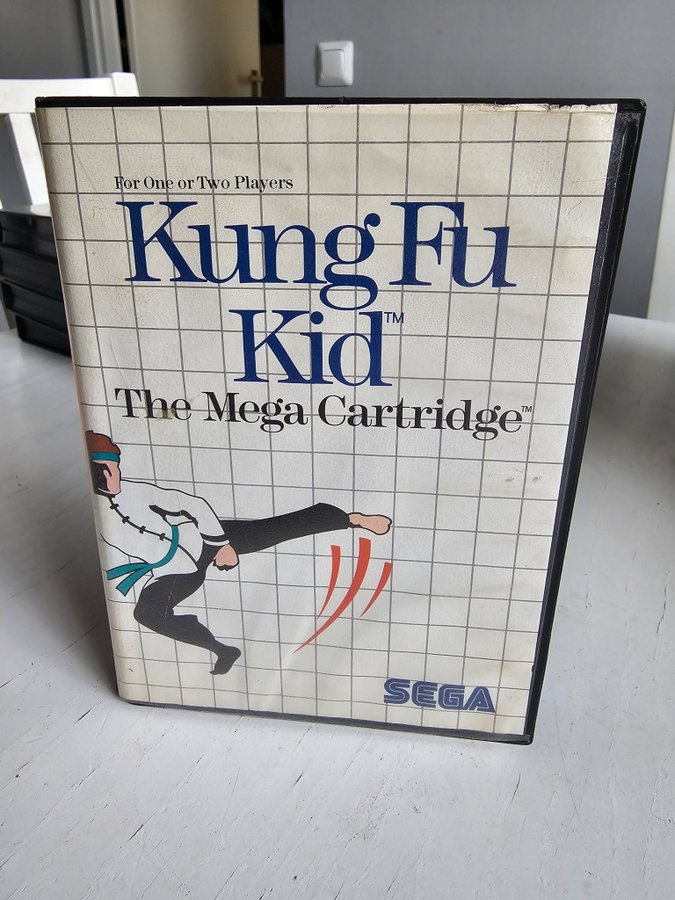 For One or Two Players
Kung Fu
Kid™
The Mega Cartridge™
SEGA